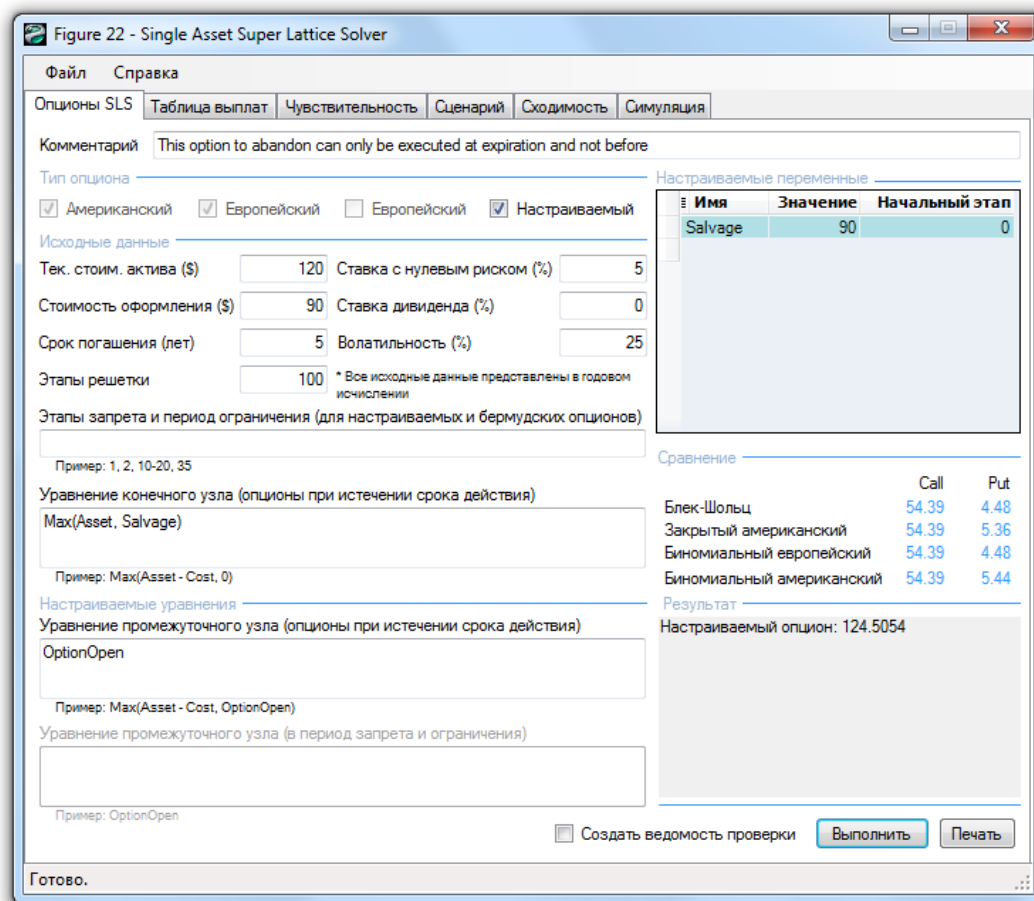 Figure 22 - Single Asset Super Lattice Solver
Файл Справка
Опционы SLS Таблица выплат Чувствительность Сценарий Сходимость Симуляция
Комментарий This option to abandon can only be executed at expiration and not before
Тип опциона
Американский Европейский Европейский Настраиваемый
Исходные данные
Тек. стоим. актива ($) 120 Ставка с нулевым риском (%) 5
Стоимость оформления ($) 90 Ставка дивиденда (%) 0
Срок погашения (лет) 5 Волатильность (%) 25
Этапы решетки 100 * Все исходные данные представлены в годовом
исчислении
Этапы запрета и период ограничения (для настраиваемых и бермудских опционов)
Пример: 1, 2, 10-20, 35
Уравнение конечного узла (опционы при истечении срока действия)
Max(Asset, Salvage)
Пример: Max(Asset - Cost, 0)
Настраиваемые уравнения
Уравнение промежуточного узла (опционы при истечении срока действия)
OptionOpen
Пример: Max(Asset - Cost, OptionOpen)
Уравнение промежуточного узла (в период запрета и ограничения)
Пример: OptionOpen
Настраиваемые переменные
Имя Значение Начальный этап
Salvage 90 0
Сравнение
Call Put
Блек-Шольц 54.39 4.48
Закрытый американский 54.39 5.36
Биномиальный европейский 54.39 4.48
Биномиальный американский 54.39 5.44
Результат
Настраиваемый опцион: 124.5054
Создать ведомость проверки Выполнить Печать
Готово.